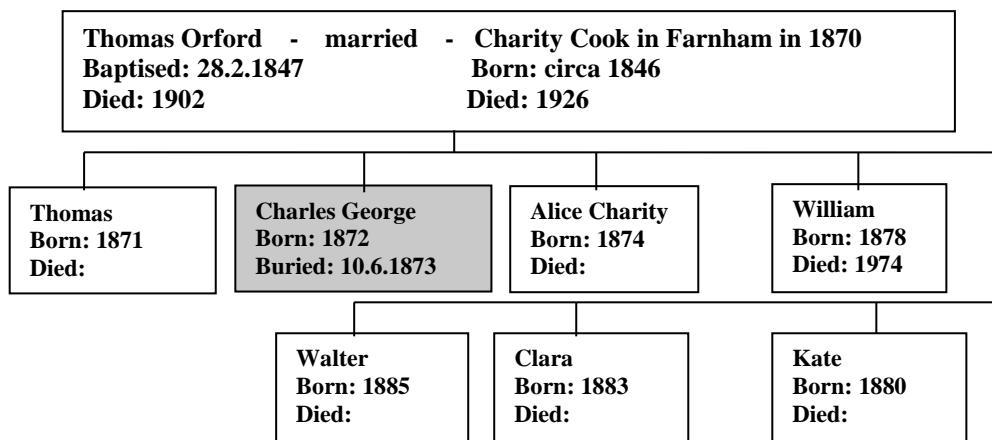 Thomas Orford - married - Charity Cook in Farnham in 1870
Baptised: 28.2.1847 Born: circa 1846
Died: 1902 Died: 1926
Thomas
Born: 1871
Died:
Charles George
Born: 1872
Buried: 10.6.1873
Alice Charity
Born: 1874
Died:
William
Born: 1878
Died: 1974
Walter
Born: 1885
Died:
Clara
Born: 1883
Died:
Kate
Born: 1880
Died: